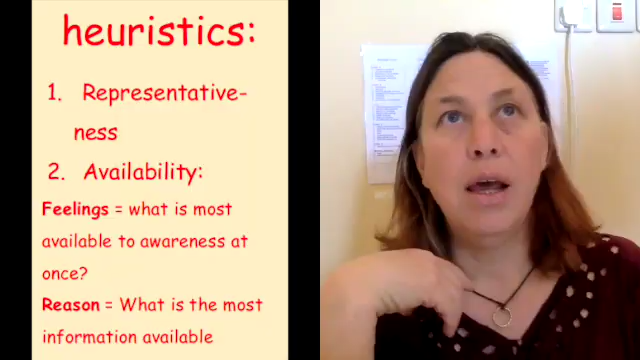 heuristics:
1. Representative-
ness
2. Availability:
Feelings = what is most
available to awareness at
once?
Reason = What is the most
information available